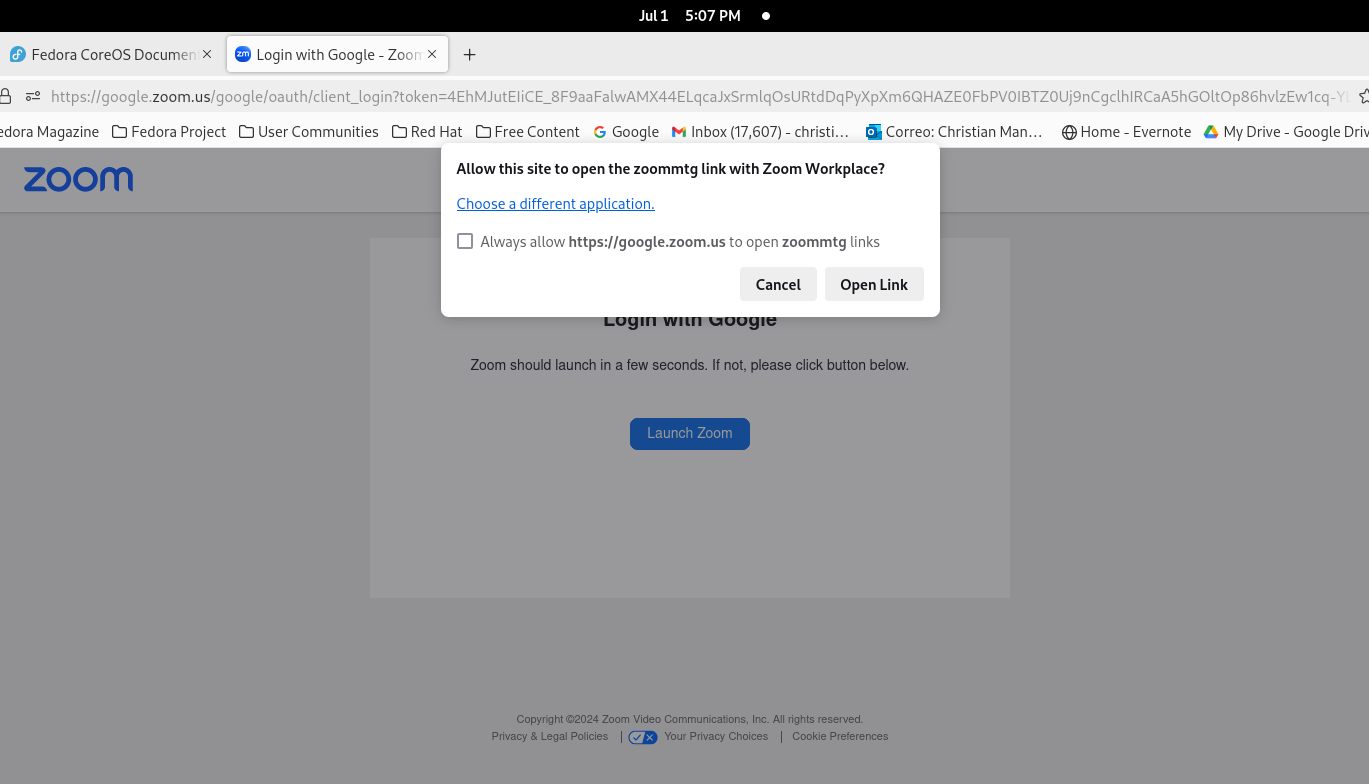 Jul 1 5:07 PM
Fedora CoreOS Documen
zm Login with Google - Zoom
https://google.zoom.us/google/oauth/client_login?token=4EhMJutEIiCE_8F9aaFalwAMX44ELqcaJxSrmlqOsURtdDqPyXpXm6QHAZE0FbPV0IBTZ0Uj9nCgclhIRCaA5hGOltOp86hvlzEw1cq-YL
edora Magazine Fedora Project User Communities Red Hat Free Content Google Inbox (17,607) - christi… Correo: Christian Man… Home - Evernote My Drive - Google Driv
zoom
Allow this site to open the zoommtg link with Zoom Workplace?
Choose a different application.
Always allow https://google.zoom.us to open zoommtg links
Cancel Open Link
Login with Google
Zoom should launch in a few seconds. If not, please click button below.
Launch Zoom
Copyright ©2024 Zoom Video Communications, Inc. All rights reserved.
Privacy & Legal Policies | Your Privacy Choices | Cookie Preferences